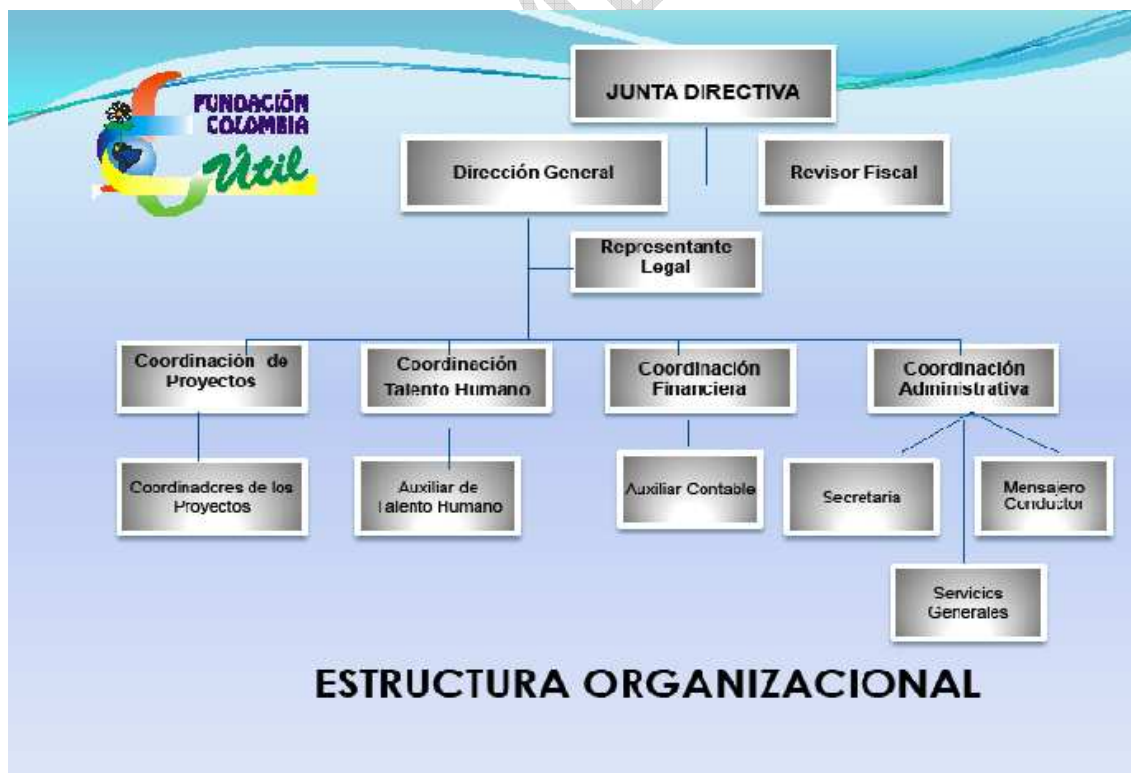 FUNDACIÓN
COLOMBIA
Útil
JUNTA DIRECTIVA
Dirección General
Revisor Fiscal
Representante
Legal
Coordinación de
Proyectos
Coordinación
Talento Humano
Coordinación
Financiera
Coordinación
Administrativa
Coordinadores de los
Proyectos
Auxiliar de
Talento Humano
Auxiliar Contable
Secretaria
Mensajero
Conductor
Servicios
Generales
ESTRUCTURA ORGANIZACIONAL